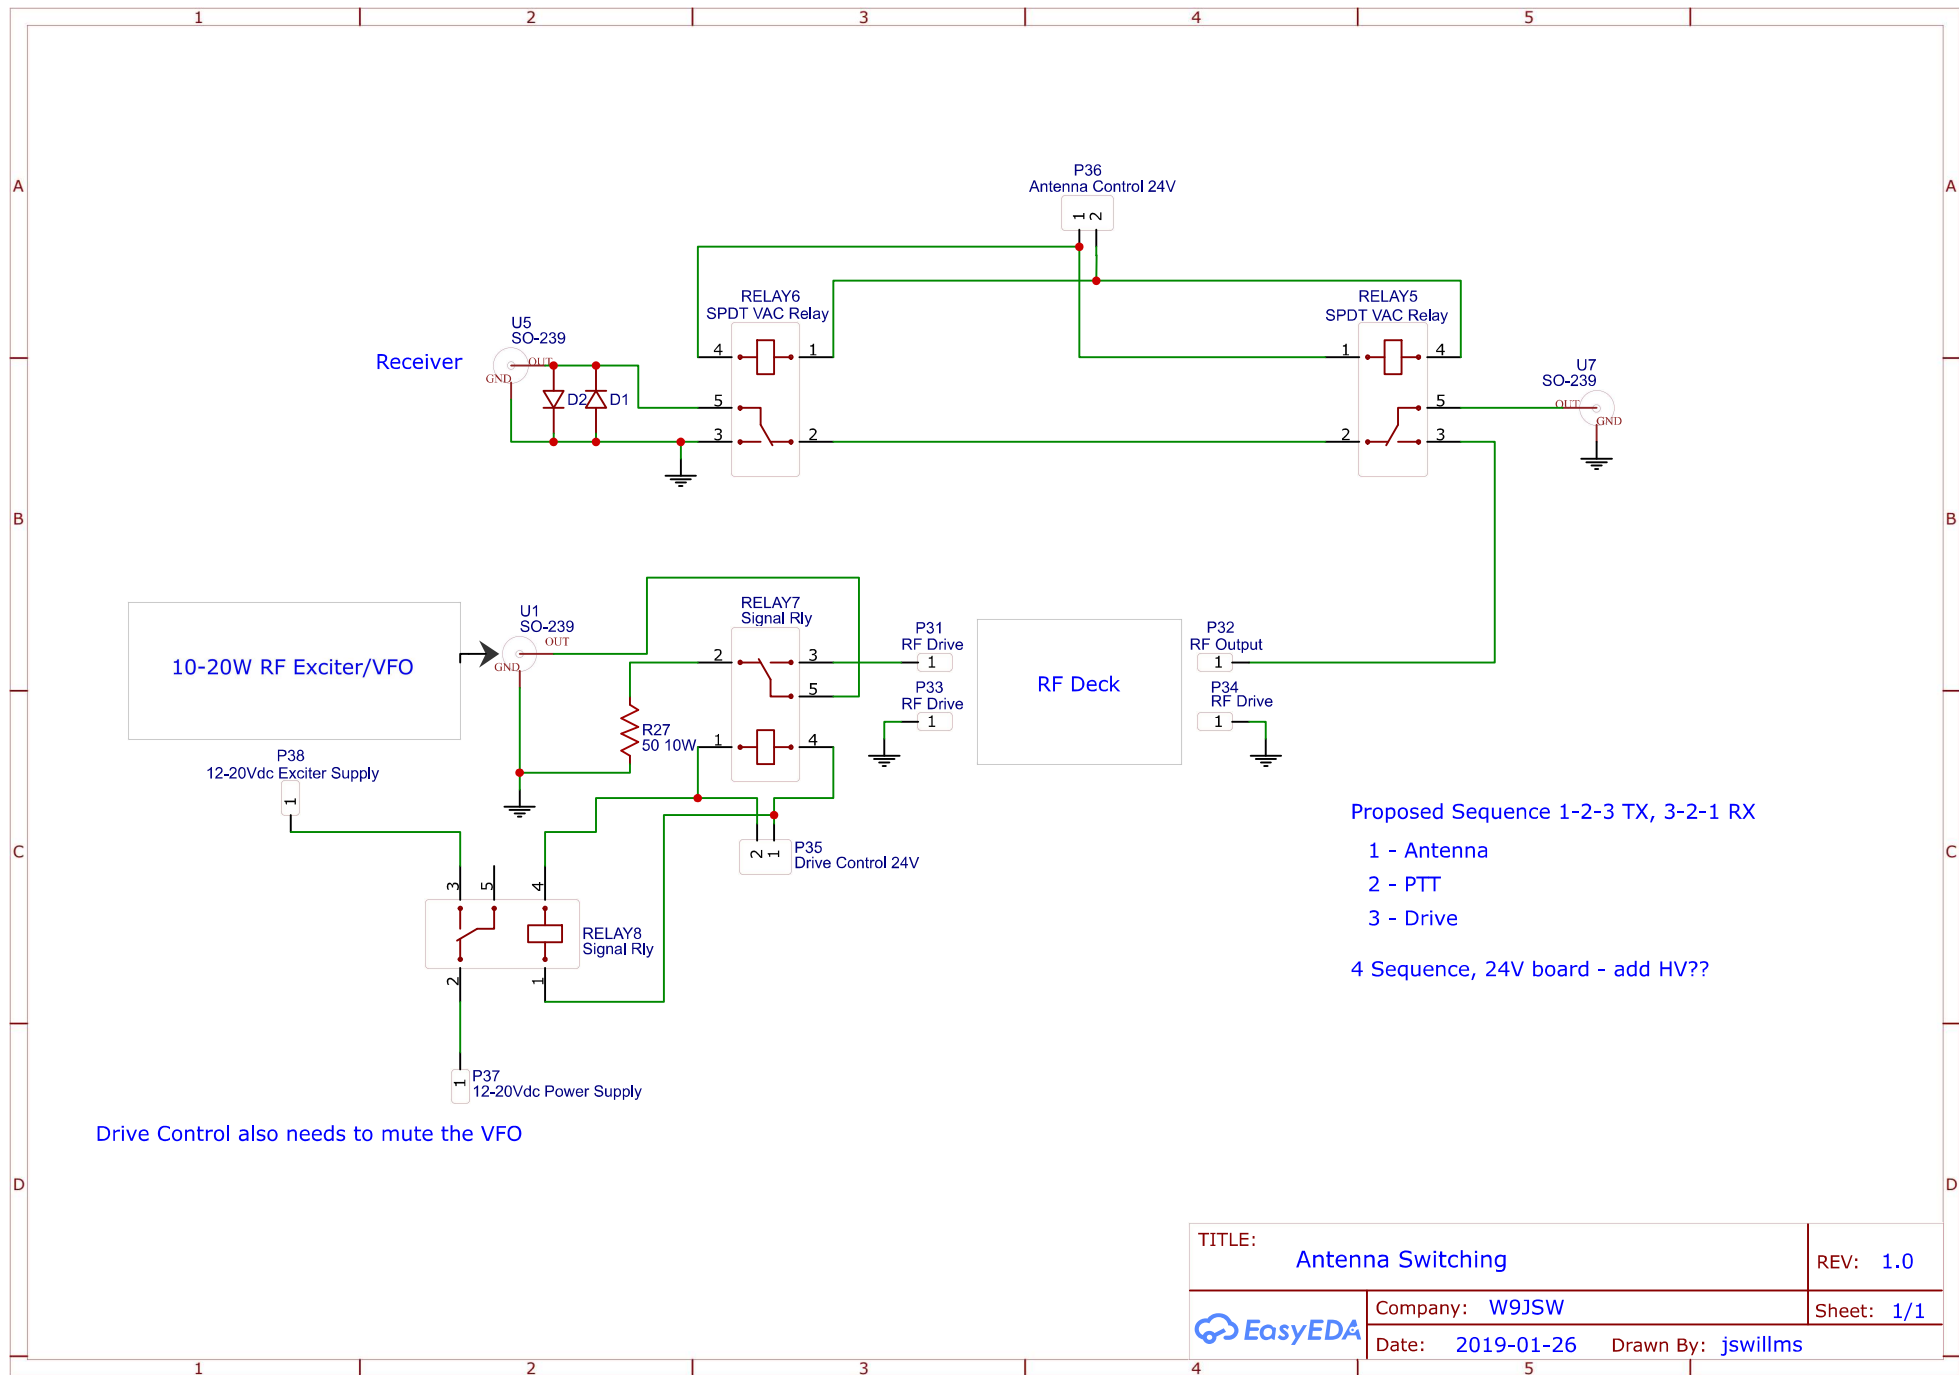 1 2 3 4 5
A A
P36
Antenna Control 24V
1 2
RELAY6
SPDT VAC Relay
RELAY5
SPDT VAC Relay
U5
SO-239
Receiver
OUT
GND
D2 D1
4 1
5
3 2
1 4
5
2 3
U7
SO-239
OUT
GND
B B
10-20W RF Exciter/VFO
U1
SO-239
OUT
GND
RELAY7
Signal Rly
2 3
5
1 4
R27
50 10W
P31
RF Drive
1
P33
RF Drive
1
RF Deck
P32
RF Output
1
P34
RF Drive
1
P38
12-20Vdc Exciter Supply
1
C C
2 1
P35
Drive Control 24V
3 5 4
RELAY8
Signal Rly
2 1
1
P37
12-20Vdc Power Supply
Proposed Sequence 1-2-3 TX, 3-2-1 RX
1 - Antenna
2 - PTT
3 - Drive
4 Sequence, 24V board - add HV??
Drive Control also needs to mute the VFO
D D
TITLE:
Antenna Switching
REV: 1.0
EasyEDA
Company: W9JSW
Sheet: 1/1
Date: 2019-01-26 Drawn By: jswillms
1 2 3 4 5